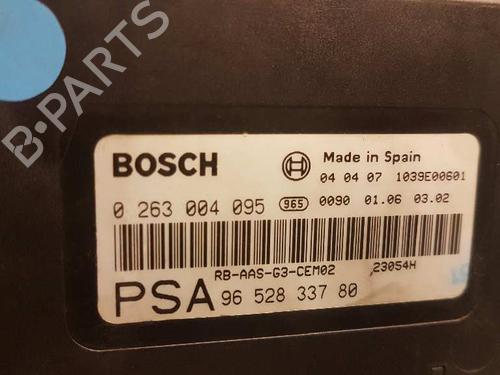 B-PARTS
BOSCH
Made in Spain
04 04 07 1039E00601
0 263 004 095 965 0090 01.06 03.02
RB-AAS-G3-CEM02 23054H
PSA 96 528 337 80